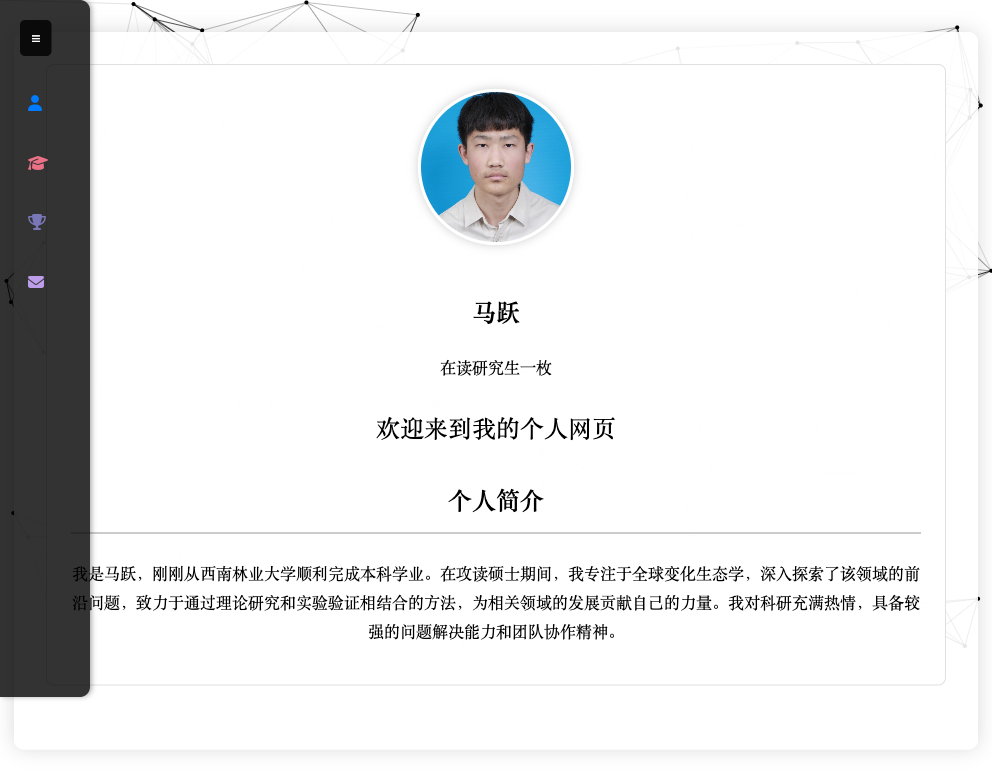 马跃
在读研究生一枚
欢迎来到我的个人网页
个人简介
我是马跃，刚刚从西南林业大学顺利完成本科学业。在攻读硕士期间，我专注于全球变化生态学，深入探索了该领域的前
沿问题，致力于通过理论研究和实验验证相结合的方法，为相关领域的发展贡献自己的力量。我对科研充满热情，具备较
强的问题解决能力和团队协作精神。